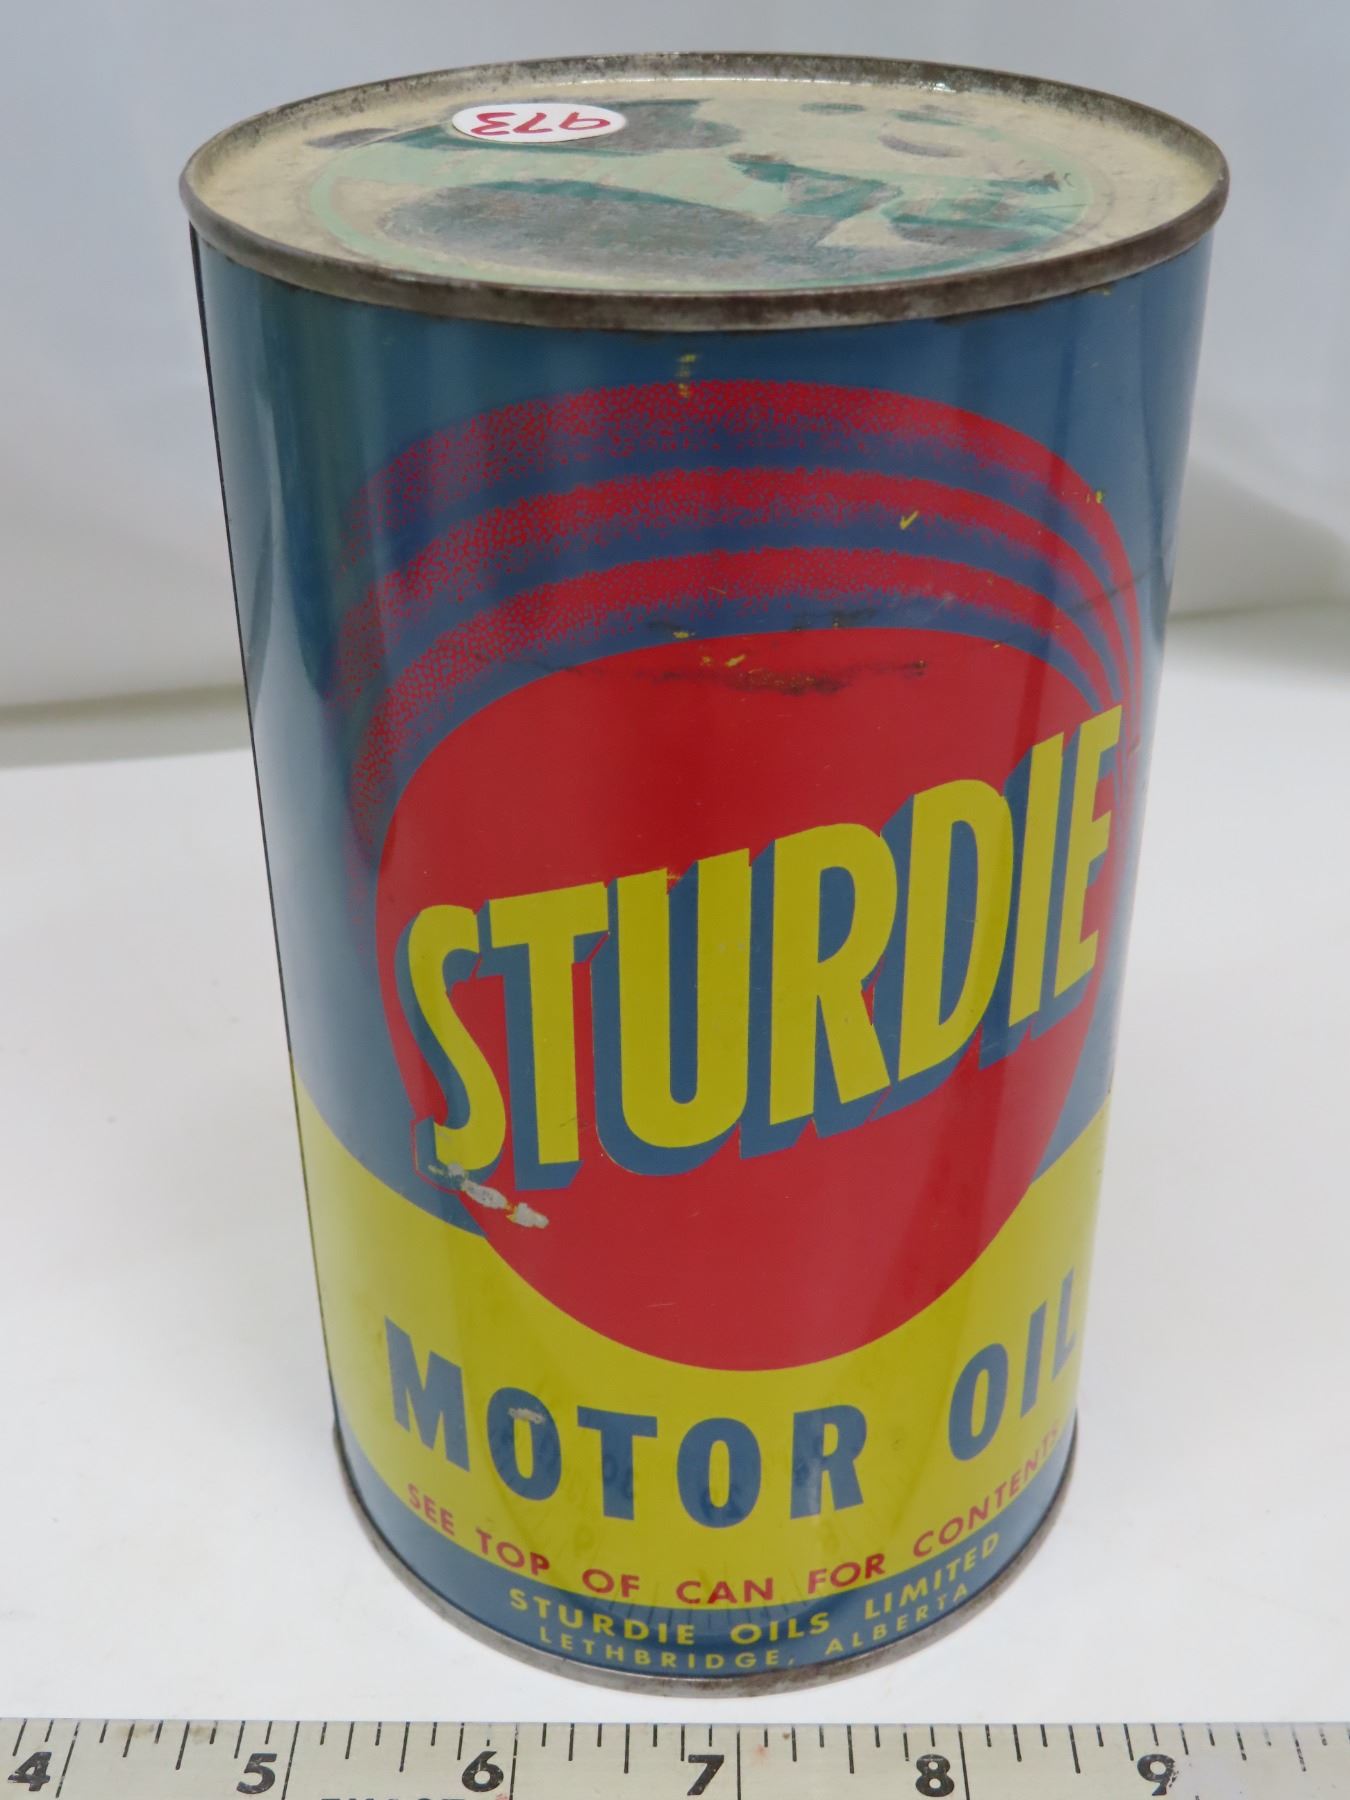 973
STURDIE
MOTOR OIL
SEE TOP OF CAN FOR CONTENTS
STURDIE OILS LIMITED
LETHBRIDGE, ALBERTA
4 5 6 7 8 9